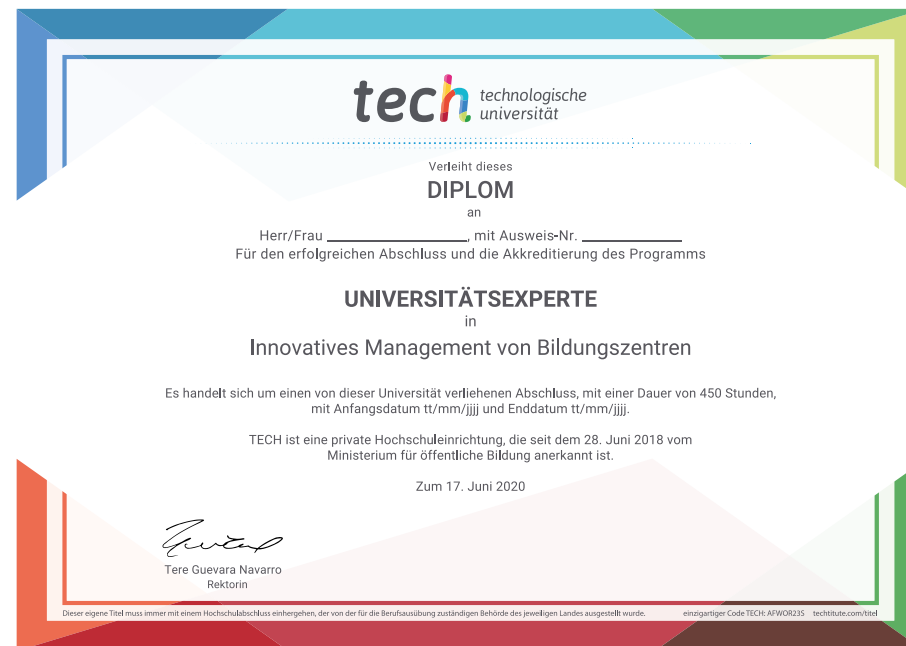 tech technologische
universität
Verleiht dieses
DIPLOM
an
Herr/Frau ____________________, mit Ausweis-Nr. ______________
Für den erfolgreichen Abschluss und die Akkreditierung des Programms
UNIVERSITÄTSEXPERTE
in
Innovatives Management von Bildungszentren
Es handelt sich um einen von dieser Universität verliehenen Abschluss, mit einer Dauer von 450 Stunden,
mit Anfangsdatum tt/mm/jjjj und Enddatum tt/mm/jjjj.
TECH ist eine private Hochschuleinrichtung, die seit dem 28. Juni 2018 vom
Ministerium für öffentliche Bildung anerkannt ist.
Zum 17. Juni 2020
Tere Guevara Navarro
Rektorin
Dieser eigene Titel muss immer mit einem Hochschulabschluss einhergehen, der von der für die Berufsausübung zuständigen Behörde des jeweiligen Landes ausgestellt wurde. einzigartiger Code TECH: AFWOR23S techtitute.com/titel